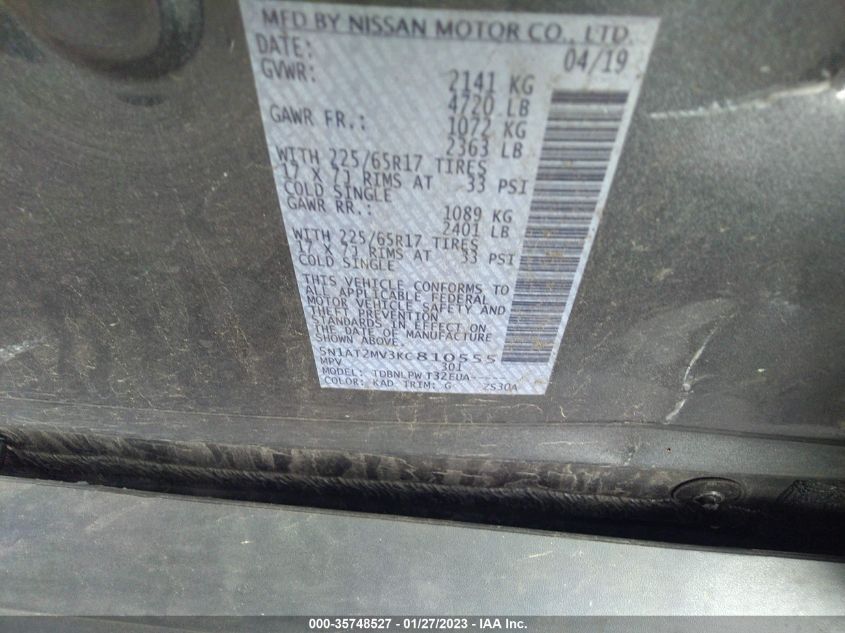 MFD BY NISSAN MOTOR CO., LTD.
DATE: 04/19
GVWR: 2141 KG
4720 LB
GAWR FR.: 1072 KG
2363 LB
WITH 225/65R17 TIRES
17 X 7J RIMS AT 33 PSI
COLD SINGLE
GAWR RR.: 1089 KG
2401 LB
WITH 225/65R17 TIRES
17 X 7J RIMS AT 33 PSI
COLD SINGLE
THIS VEHICLE CONFORMS TO
ALL APPLICABLE FEDERAL
MOTOR VEHICLE SAFETY AND
THEFT PREVENTION
STANDARDS IN EFFECT ON
THE DATE OF MANUFACTURE
SHOWN ABOVE.
5N1AT2MV3KC810555
MPV 301
MODEL: TDBNLPW T32EUA-----
COLOR: KAD TRIM: G 2S30A
000-35748527 — 01/27/2023 — IAA Inc.